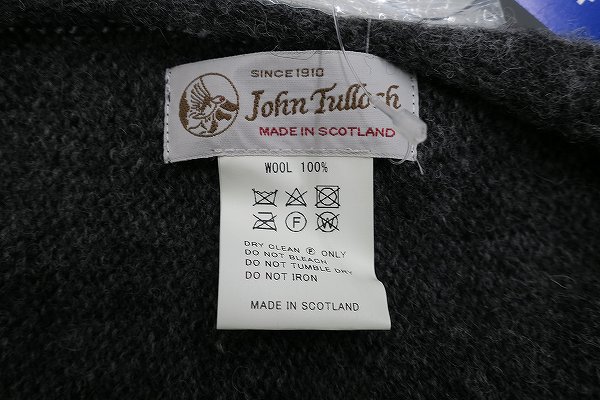 SINCE 1910
John Tulloch
MADE IN SCOTLAND
WOOL 100%
F W
DRY CLEAN Ⓕ ONLY
DO NOT BLEACH
DO NOT TUMBLE DRY
DO NOT IRON
MADE IN SCOTLAND